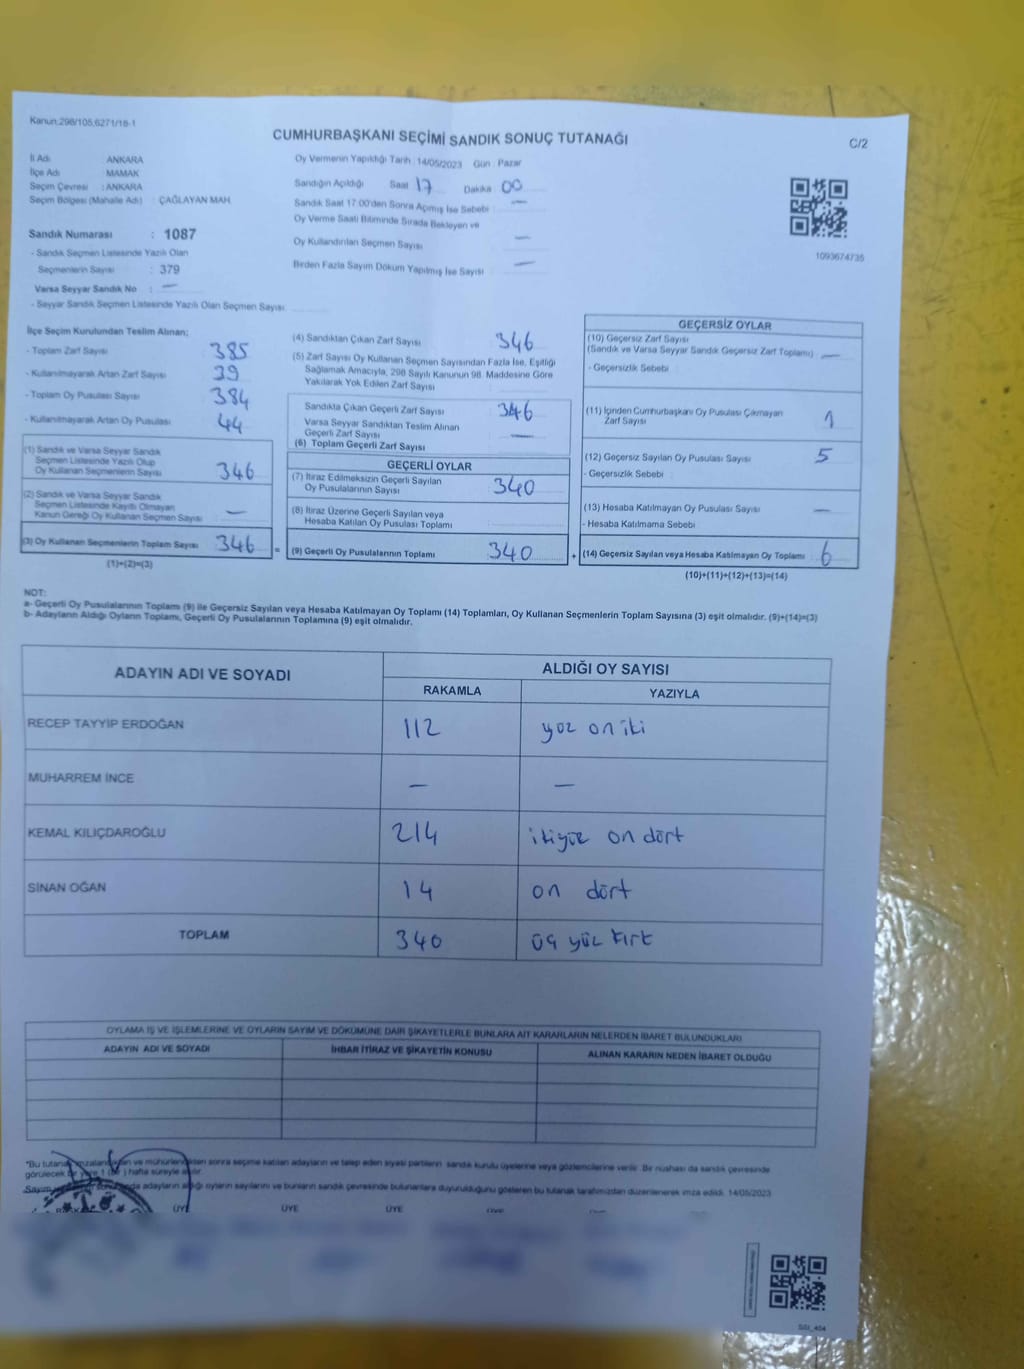 Kanun:298/105,6271/18-1
CUMHURBAŞKANI SEÇİMİ SANDIK SONUÇ TUTANAĞI
C/2
İl Adı : ANKARA
İlçe Adı : MAMAK
Seçim Çevresi : ANKARA
Seçim Bölgesi (Mahalle Adı) : ÇAĞLAYAN MAH.
Sandık Numarası : 1087
- Sandık Seçmen Listesinde Yazılı Olan
Seçmenlerin Sayısı : 379
Varsa Seyyar Sandık No : —
- Seyyar Sandık Seçmen Listesinde Yazılı Olan Seçmen Sayısı
Oy Vermenin Yapıldığı Tarih : 14/05/2023 Gün : Pazar
Sandığın Açıldığı Saat 17 Dakika 00
Sandık Saat 17:00'den Sonra Açılmış İse Sebebi : —
Oy Verme Saati Bitiminde Sırada Bekleyen ve
Oy Kullandırılan Seçmen Sayısı —
Birden Fazla Sayım Döküm Yapılmış İse Sayısı —
1093674735
İlçe Seçim Kurulundan Teslim Alınan;
- Toplam Zarf Sayısı 385
- Kullanılmayarak Artan Zarf Sayısı 39
- Toplam Oy Pusulası Sayısı 384
- Kullanılmayarak Artan Oy Pusulası 44
(1) Sandık ve Varsa Seyyar Sandık
Seçmen Listesinde Yazılı Olup
Oy Kullanan Seçmenlerin Sayısı 346
(2) Sandık ve Varsa Seyyar Sandık
Seçmen Listesinde Kayıtlı Olmayan
Kanun Gereği Oy Kullanan Seçmen Sayısı —
(3) Oy Kullanan Seçmenlerin Toplam Sayısı 346 =
(1)+(2)=(3)
(4) Sandıktan Çıkan Zarf Sayısı 346
(5) Zarf Sayısı Oy Kullanan Seçmen Sayısından Fazla İse, Eşitliği
Sağlamak Amacıyla, 298 Sayılı Kanunun 98. Maddesine Göre
Yakılarak Yok Edilen Zarf Sayısı
Sandıkta Çıkan Geçerli Zarf Sayısı 346
Varsa Seyyar Sandıktan Teslim Alınan
Geçerli Zarf Sayısı —
(6) Toplam Geçerli Zarf Sayısı
GEÇERLİ OYLAR
(7) İtiraz Edilmeksizin Geçerli Sayılan
Oy Pusulalarının Sayısı 340
(8) İtiraz Üzerine Geçerli Sayılan veya
Hesaba Katılan Oy Pusulası Toplamı
(9) Geçerli Oy Pusulalarının Toplamı 340 +
GEÇERSİZ OYLAR
(10) Geçersiz Zarf Sayısı
(Sandık ve Varsa Seyyar Sandık Geçersiz Zarf Toplamı) —
- Geçersizlik Sebebi
(11) İçinden Cumhurbaşkanı Oy Pusulası Çıkmayan
Zarf Sayısı 1
(12) Geçersiz Sayılan Oy Pusulası Sayısı 5
- Geçersizlik Sebebi
(13) Hesaba Katılmayan Oy Pusulası Sayısı —
- Hesaba Katılmama Sebebi
(14) Geçersiz Sayılan veya Hesaba Katılmayan Oy Toplamı 6
(10)+(11)+(12)+(13)=(14)
NOT:
a- Geçerli Oy Pusulalarının Toplamı (9) ile Geçersiz Sayılan veya Hesaba Katılmayan Oy Toplamı (14) Toplamları, Oy Kullanan Seçmenlerin Toplam Sayısına (3) eşit olmalıdır. (9)+(14)=(3)
b- Adayların Aldığı Oyların Toplamı, Geçerli Oy Pusulalarının Toplamına (9) eşit olmalıdır.
ADAYIN ADI VE SOYADI
ALDIĞI OY SAYISI
RAKAMLA YAZIYLA
RECEP TAYYİP ERDOĞAN 112 yüz on iki
MUHARREM İNCE — —
KEMAL KILIÇDAROĞLU 214 ikiyüz on dört
SİNAN OĞAN 14 on dört
TOPLAM 340 üç yüz kırk
OYLAMA İŞ VE İŞLEMLERİNE VE OYLARIN SAYIM VE DÖKÜMÜNE DAİR ŞİKAYETLERLE BUNLARA AİT KARARLARIN NELERDEN İBARET BULUNDUKLARI
ADAYIN ADI VE SOYADI İHBAR İTİRAZ VE ŞİKAYETİN KONUSU ALINAN KARARIN NEDEN İBARET OLDUĞU
*Bu tutanak sonra seçime katılan adayların ve talep eden siyasi partilerin sandık kurulu üyelerine veya gözlemcilerine verilir. Bir nüshası da sandık çevresinde
görülecek bir yere 1 hafta süreyle
Sayım adayların aldığı oyların sayılarını ve bunların sandık çevresinde bulunanlara duyurulduğunu gösteren bu tutanak tarafımızdan düzenlenerek imza edildi. 14/05/2023
ÜYE ÜYE ÜYE